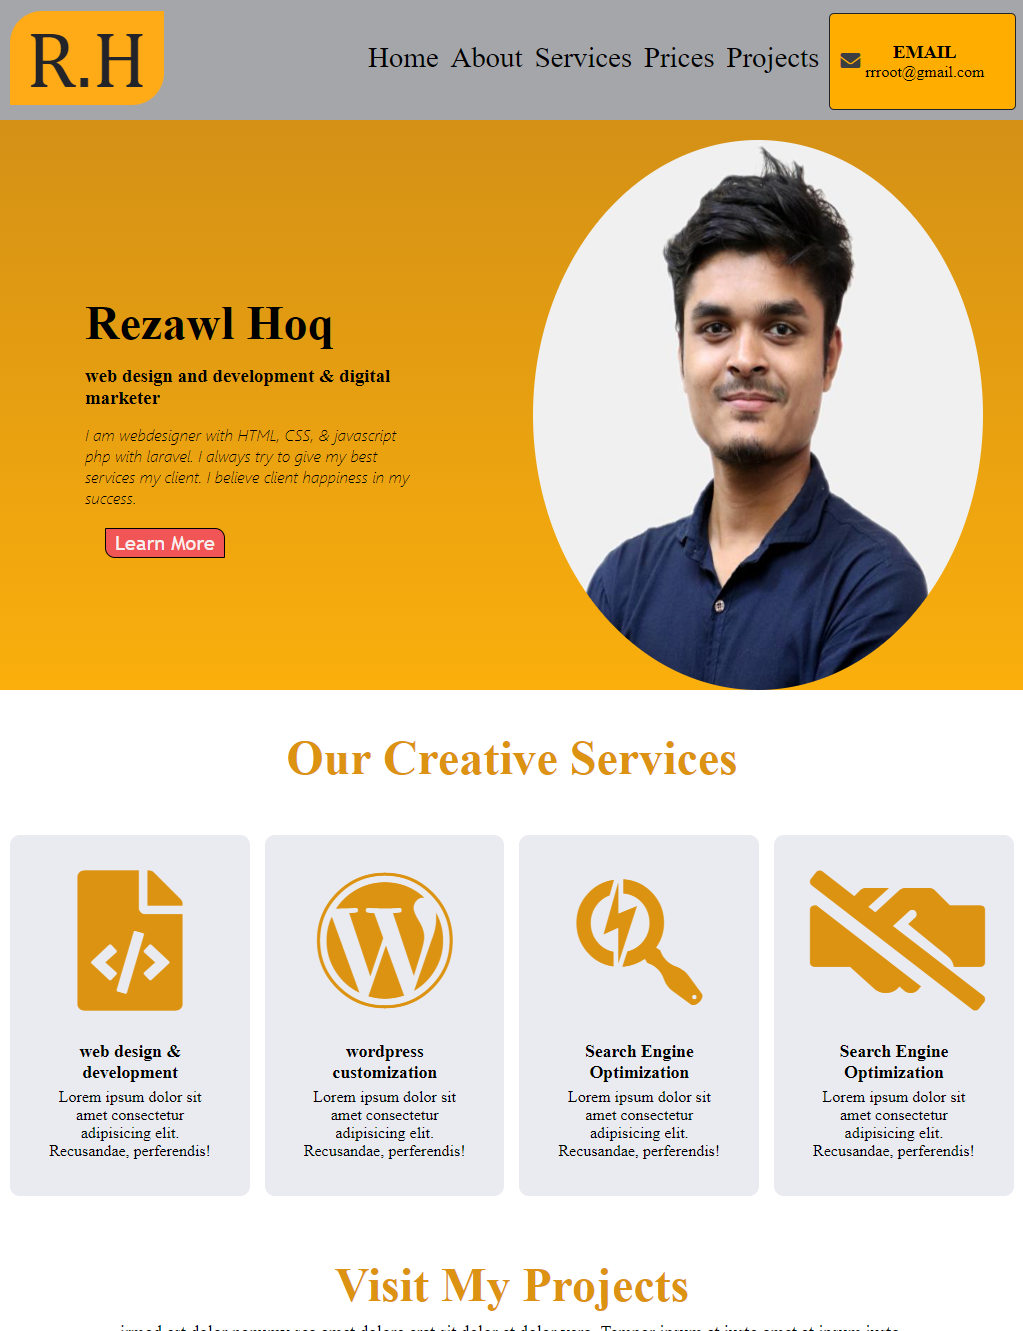 R.H
Home About Services Prices Projects
EMAIL
rrroot@gmail.com
Rezawl Hoq
web design and development & digital
marketer
I am webdesigner with HTML, CSS, & javascript
php with laravel. I always try to give my best
services my client. I believe client happiness in my
success.
Learn More
Our Creative Services
web design &
development
Lorem ipsum dolor sit
amet consectetur
adipisicing elit.
Recusandae, perferendis!
wordpress
customization
Lorem ipsum dolor sit
amet consectetur
adipisicing elit.
Recusandae, perferendis!
Search Engine
Optimization
Lorem ipsum dolor sit
amet consectetur
adipisicing elit.
Recusandae, perferendis!
Search Engine
Optimization
Lorem ipsum dolor sit
amet consectetur
adipisicing elit.
Recusandae, perferendis!
Visit My Projects